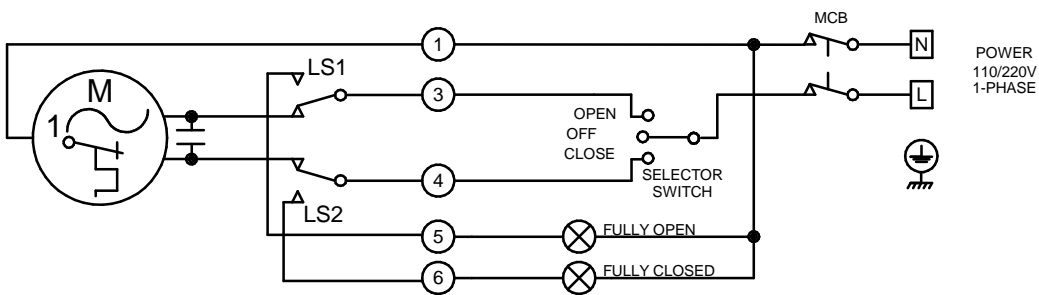 MCB
1
N
LS1
POWER
110/220V
1-PHASE
M
3
L
OPEN
1
OFF
CLOSE
4
SELECTOR
SWITCH
LS2
5
FULLY OPEN
6
FULLY CLOSED